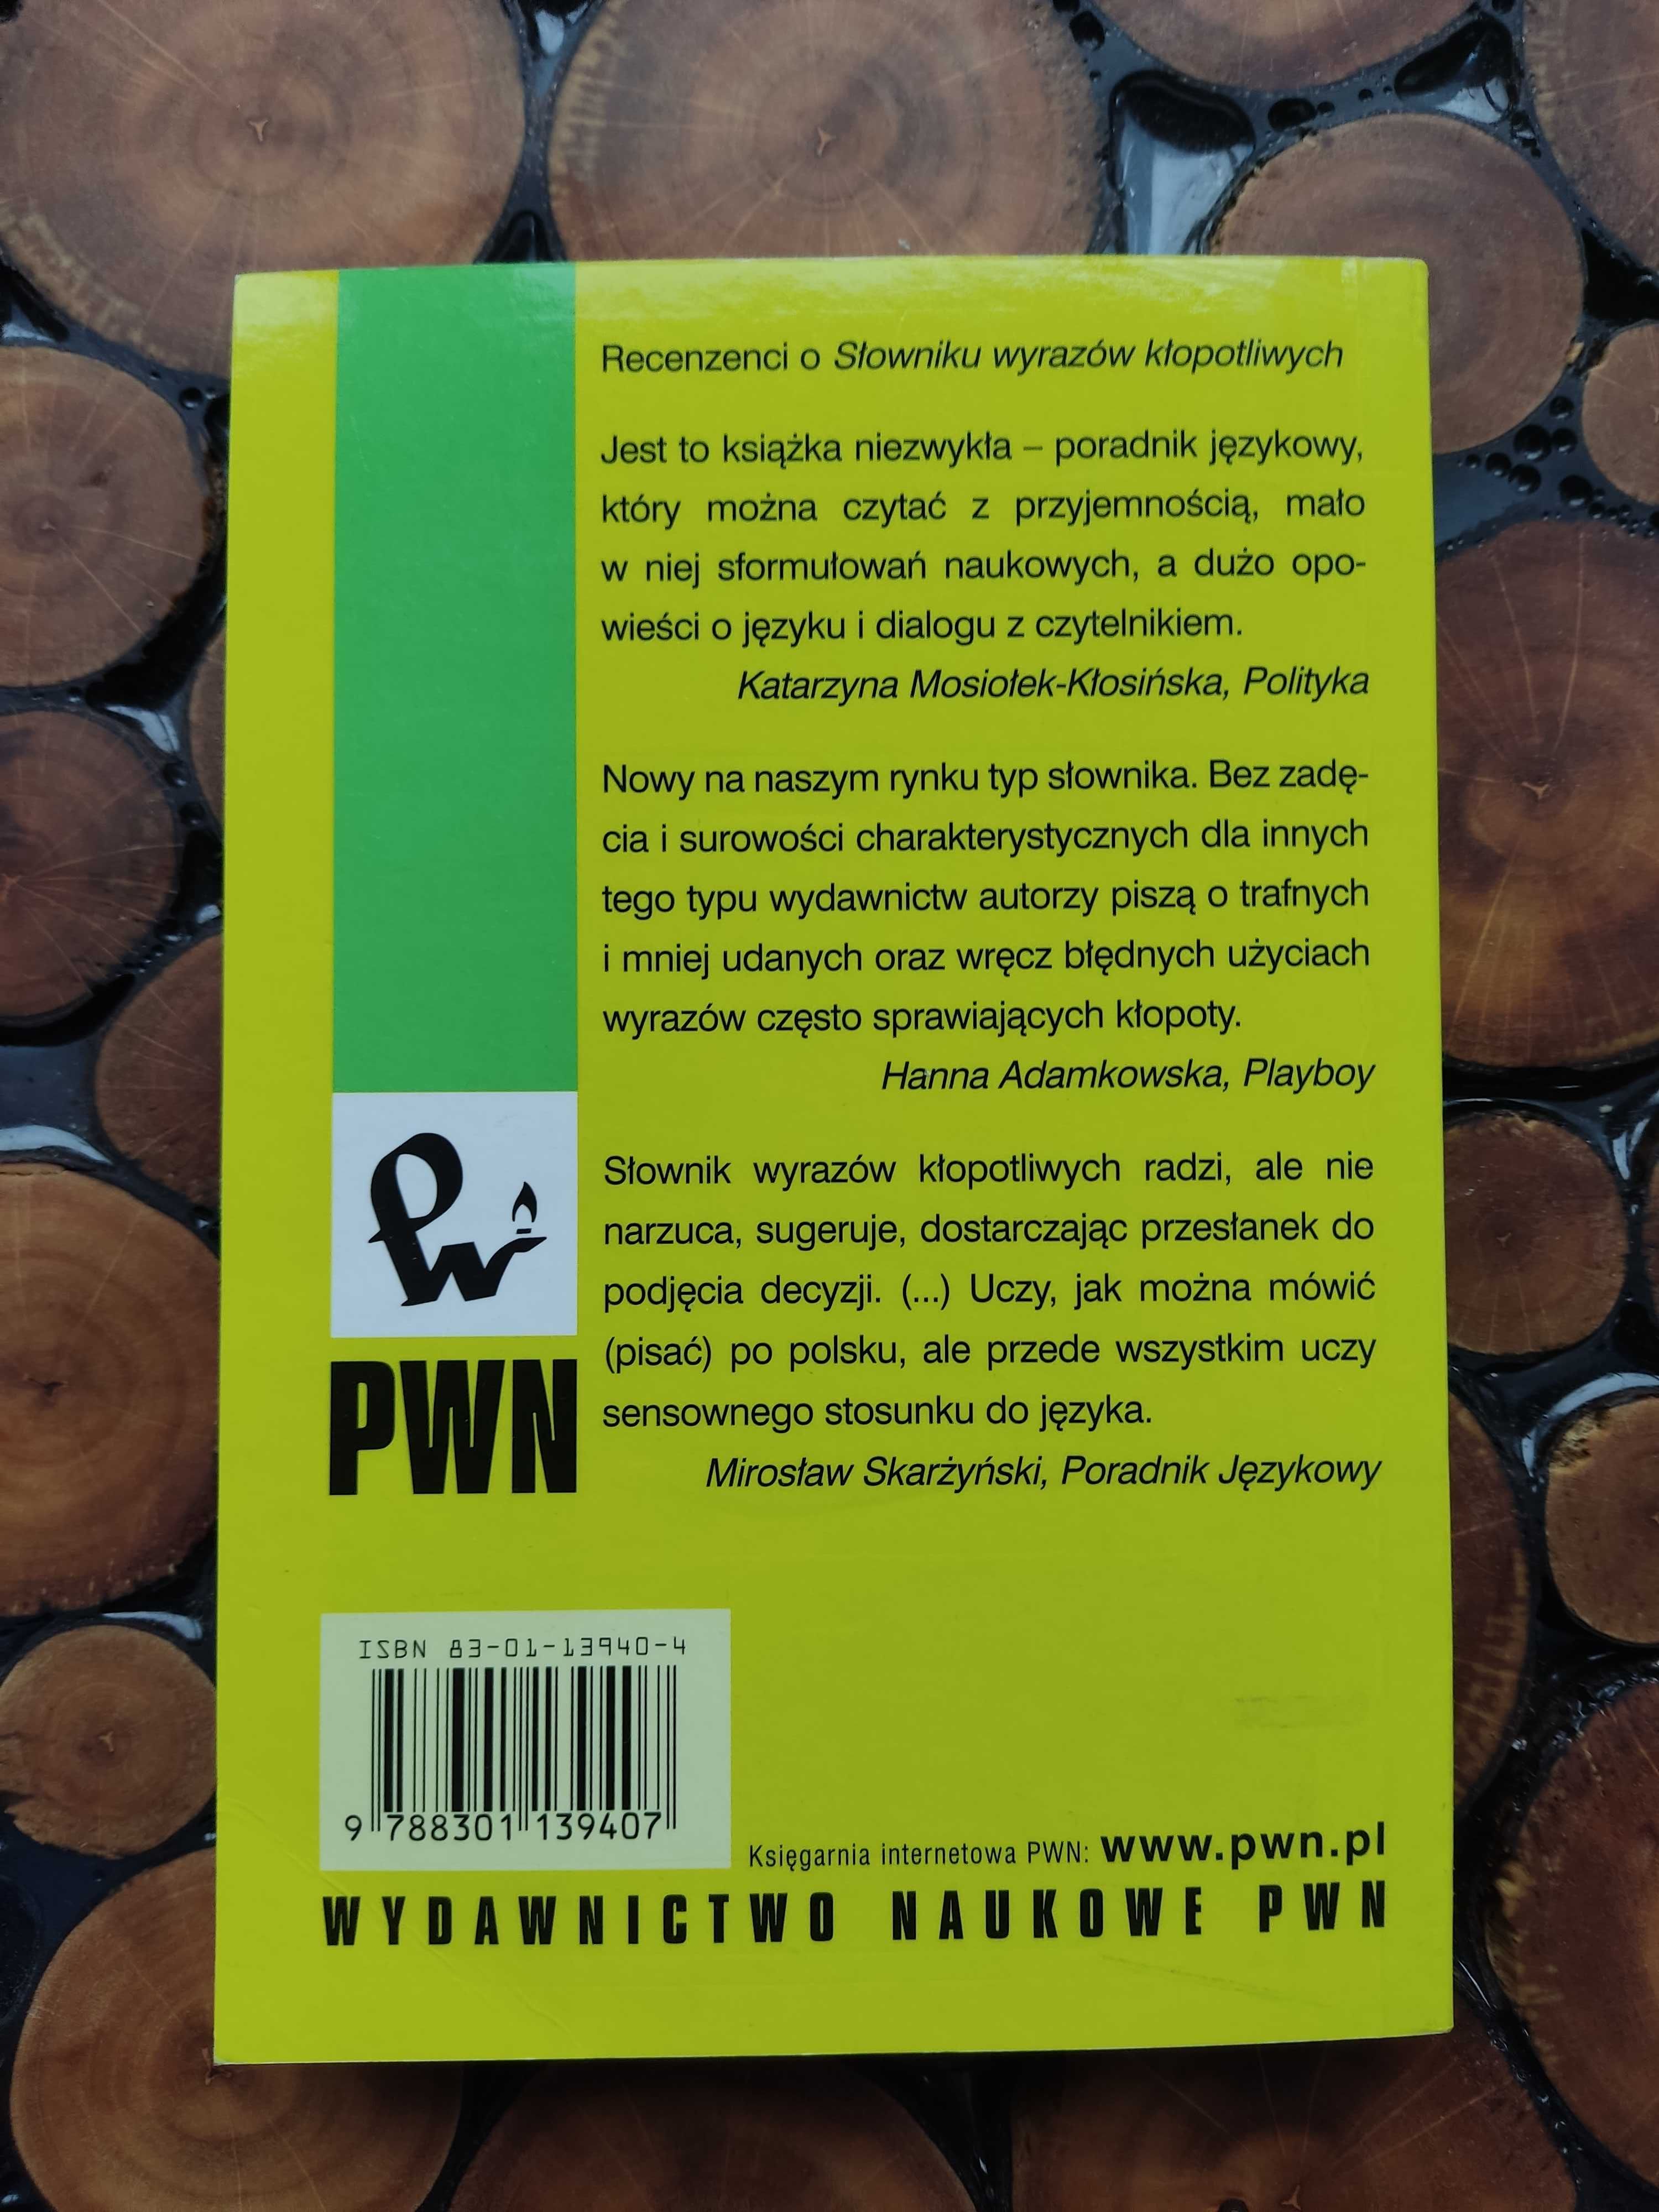 Recenzenci o Słowniku wyrazów kłopotliwych
Jest to książka niezwykła – poradnik językowy,
który można czytać z przyjemnością, mało
w niej sformułowań naukowych, a dużo opo-
wieści o języku i dialogu z czytelnikiem.
Katarzyna Mosiołek-Kłosińska, Polityka
Nowy na naszym rynku typ słownika. Bez zadę-
cia i surowości charakterystycznych dla innych
tego typu wydawnictw autorzy piszą o trafnych
i mniej udanych oraz wręcz błędnych użyciach
wyrazów często sprawiających kłopoty.
Hanna Adamkowska, Playboy
Słownik wyrazów kłopotliwych radzi, ale nie
narzuca, sugeruje, dostarczając przesłanek do
podjęcia decyzji. (...) Uczy, jak można mówić
(pisać) po polsku, ale przede wszystkim uczy
sensownego stosunku do języka.
Mirosław Skarżyński, Poradnik Językowy
PW
PWN
ISBN 83-01-13940-4
9 788301 139407
Księgarnia internetowa PWN: www.pwn.pl
WYDAWNICTWO NAUKOWE PWN